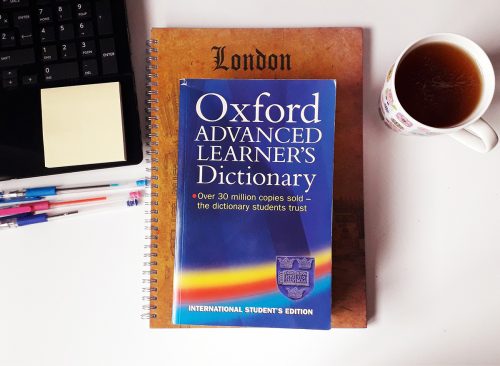 London
Oxford
ADVANCED
LEARNER'S
Dictionary
Over 30 million copies sold –
the dictionary students trust
INTERNATIONAL STUDENT'S EDITION